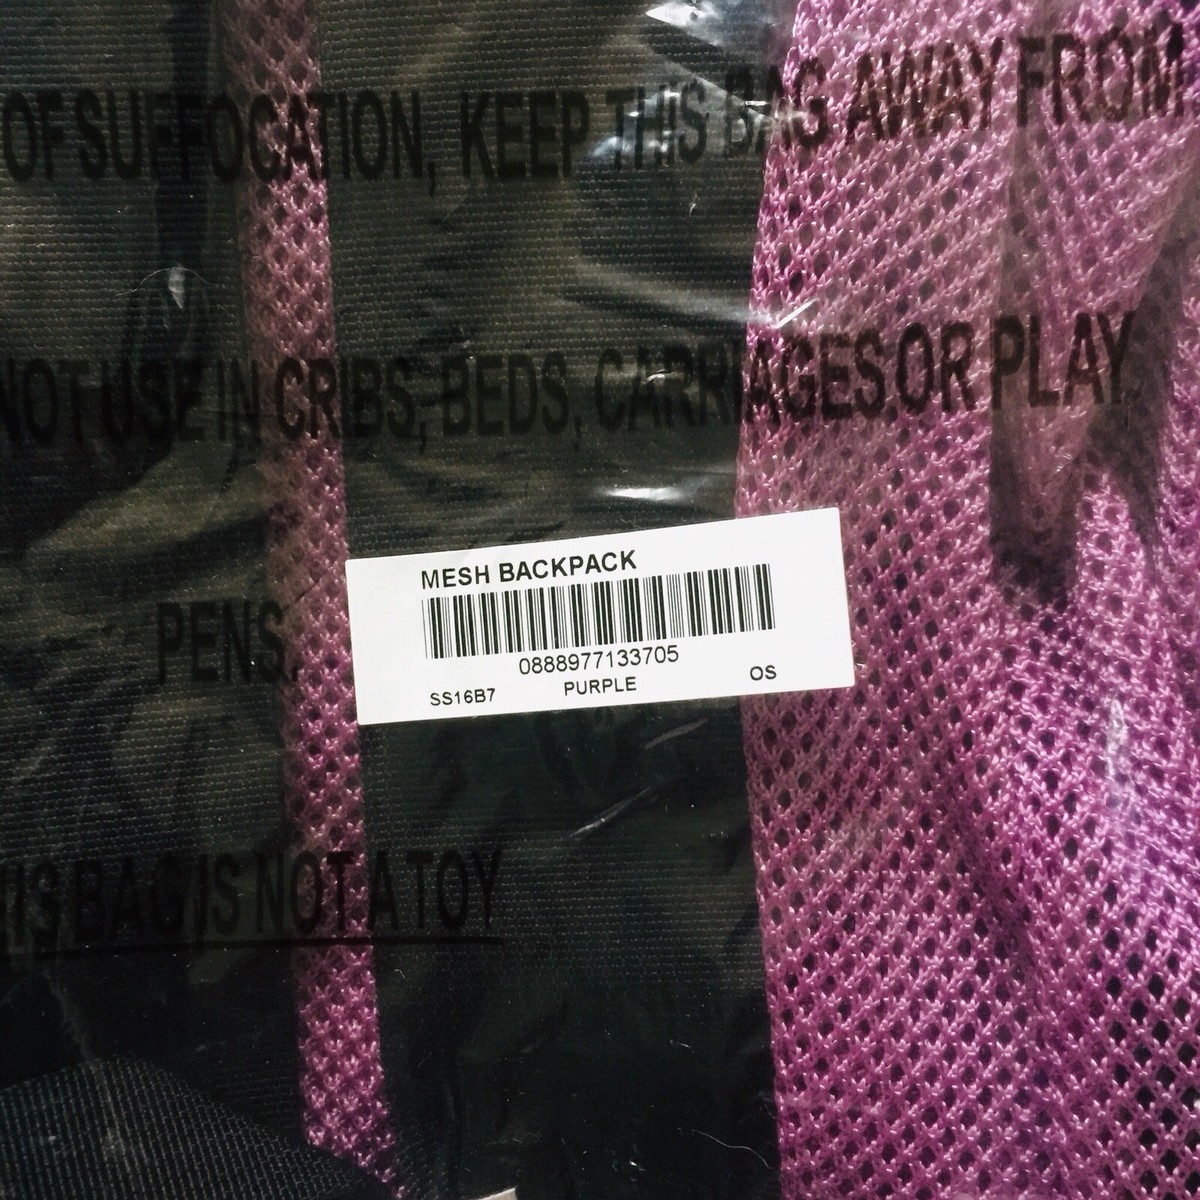 OF SUFFOCATION, KEEP THIS BAG AWAY FROM
NOT USE IN CRIBS, BEDS, CARRIAGES.OR PLAY
PENS.
MESH BACKPACK
0888977133705
SS16B7 PURPLE OS
IS BAG IS NOT A TOY